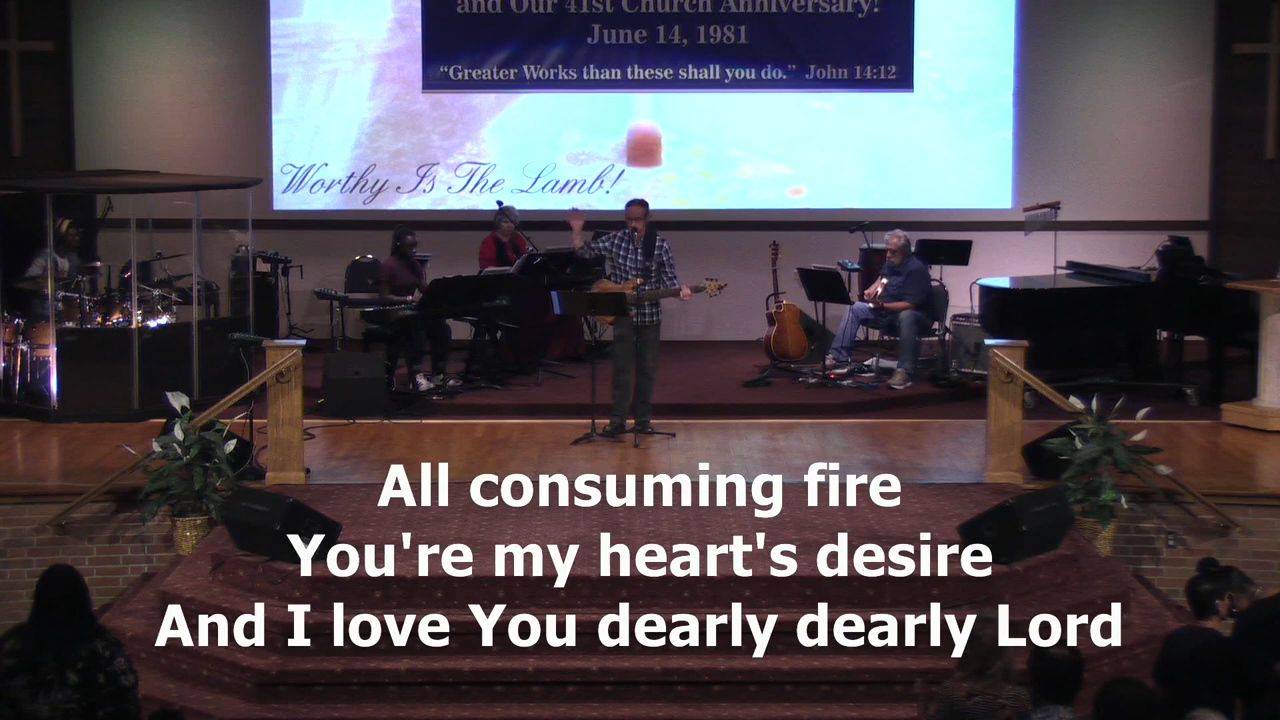 and Our 41st Church Anniversary!
June 14, 1981
“Greater Works than these shall you do.” John 14:12
Worthy Is The Lamb!
All consuming fire
You're my heart's desire
And I love You dearly dearly Lord